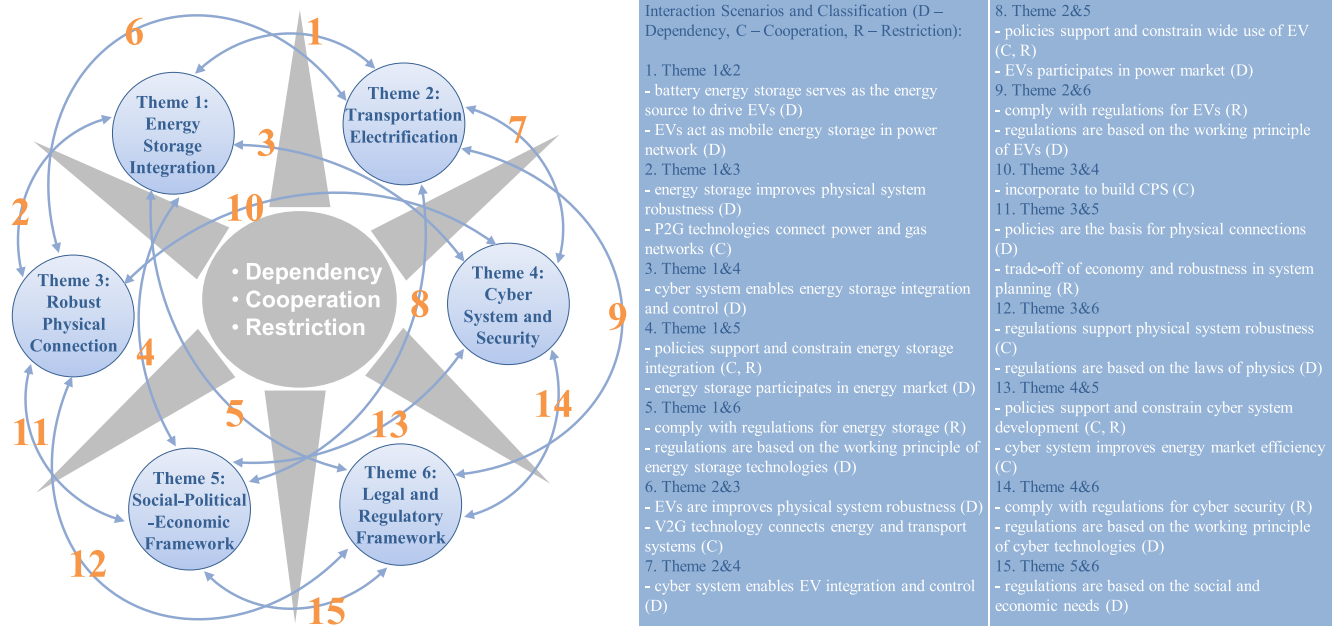 6
1
Theme 1:
Energy
Storage
Integration
Theme 2:
Transportation
Electrification
3
7
2
10
• Dependency
• Cooperation
• Restriction
Theme 3:
Robust
Physical
Connection
Theme 4:
Cyber
System and
Security
8
9
4
5
11
13
14
Theme 5:
Social-Political
-Economic
Framework
Theme 6:
Legal and
Regulatory
Framework
12
15
Interaction Scenarios and Classification (D –
Dependency, C – Cooperation, R – Restriction):
1. Theme 1&2
- battery energy storage serves as the energy
source to drive EVs (D)
- EVs act as mobile energy storage in power
network (D)
2. Theme 1&3
- energy storage improves physical system
robustness (D)
- P2G technologies connect power and gas
networks (C)
3. Theme 1&4
- cyber system enables energy storage integration
and control (D)
4. Theme 1&5
- policies support and constrain energy storage
integration (C, R)
- energy storage participates in energy market (D)
5. Theme 1&6
- comply with regulations for energy storage (R)
- regulations are based on the working principle of
energy storage technologies (D)
6. Theme 2&3
- EVs are improves physical system robustness (D)
- V2G technology connects energy and transport
systems (C)
7. Theme 2&4
- cyber system enables EV integration and control
(D)
8. Theme 2&5
- policies support and constrain wide use of EV
(C, R)
- EVs participates in power market (D)
9. Theme 2&6
- comply with regulations for EVs (R)
- regulations are based on the working principle
of EVs (D)
10. Theme 3&4
- incorporate to build CPS (C)
11. Theme 3&5
- policies are the basis for physical connections
(D)
- trade-off of economy and robustness in system
planning (R)
12. Theme 3&6
- regulations support physical system robustness
(C)
- regulations are based on the laws of physics (D)
13. Theme 4&5
- policies support and constrain cyber system
development (C, R)
- cyber system improves energy market efficiency
(C)
14. Theme 4&6
- comply with regulations for cyber security (R)
- regulations are based on the working principle
of cyber technologies (D)
15. Theme 5&6
- regulations are based on the social and
economic needs (D)